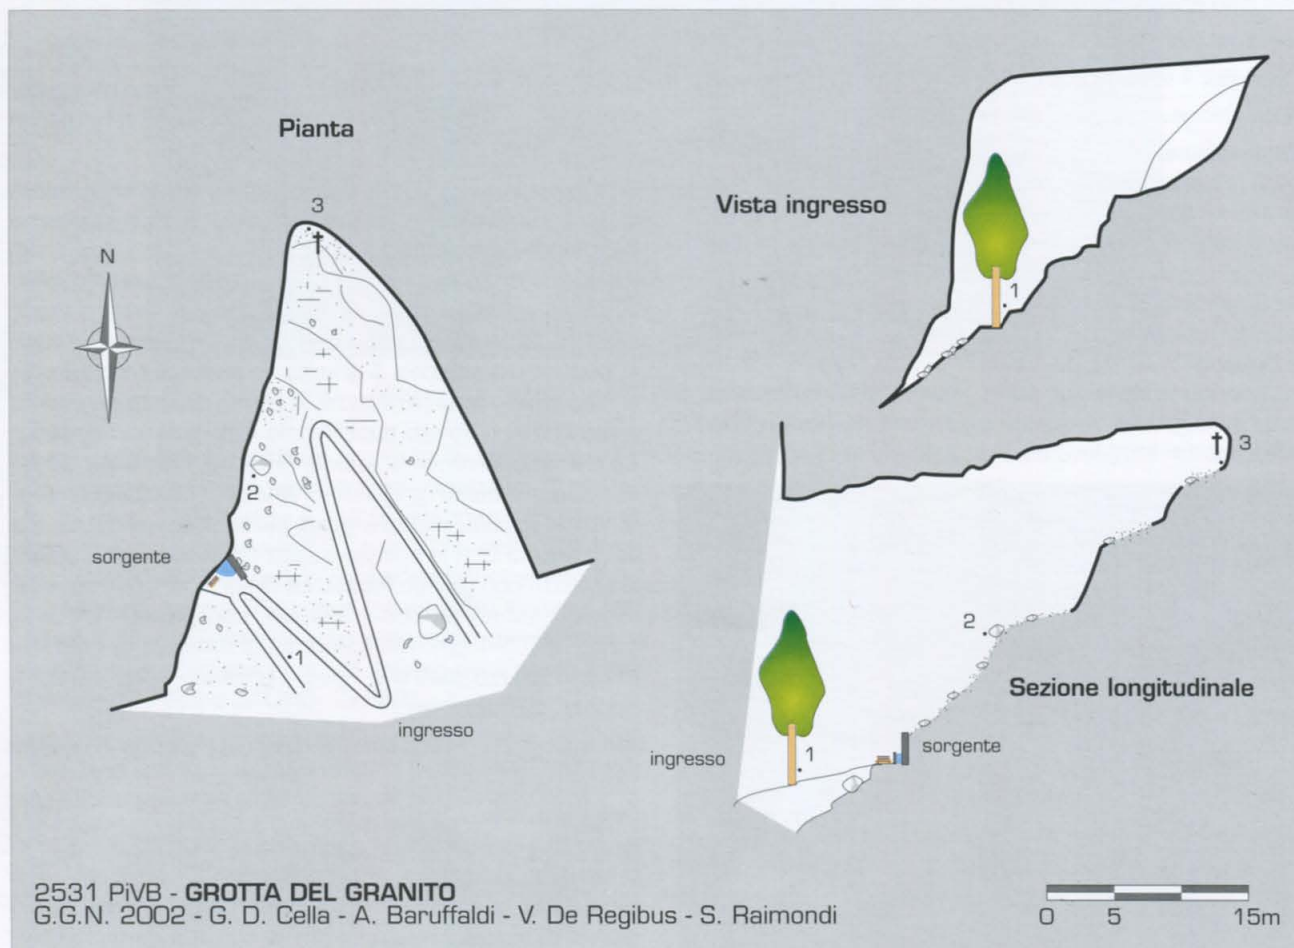 Pianta
3
N
2
sorgente
1
ingresso
Vista ingresso
1
3
2
Sezione longitudinale
ingresso
1
sorgente
2531 PiVB - GROTTA DEL GRANITO
G.G.N. 2002 - G. D. Cella - A. Baruffaldi - V. De Regibus - S. Raimondi
0 5 15m